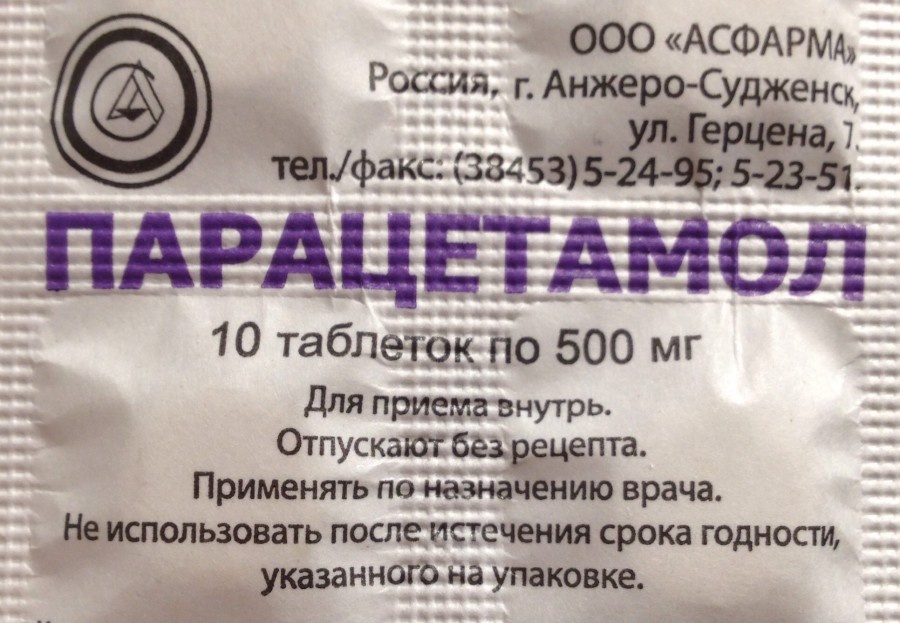 ООО «АСФАРМА»
Россия, г. Анжеро-Судженск,
ул. Герцена, 7.
тел./факс: (38453) 5-24-95; 5-23-51.
ПАРАЦЕТАМОЛ
10 таблеток по 500 мг
Для приема внутрь.
Отпускают без рецепта.
Применять по назначению врача.
Не использовать после истечения срока годности,
указанного на упаковке.